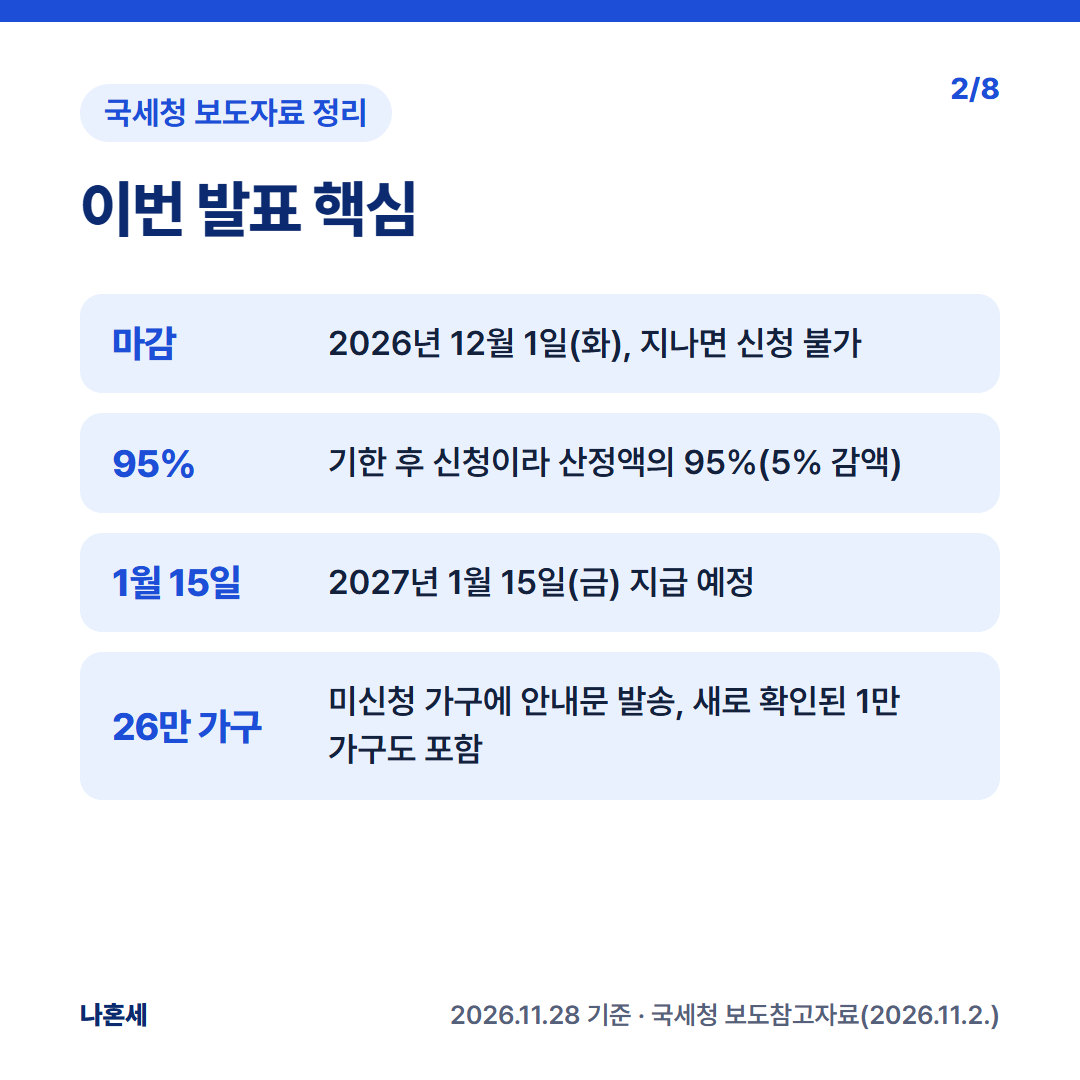 국세청 보도자료 정리
2/8
이번 발표 핵심
마감
2026년 12월 1일(화), 지나면 신청 불가
95%
기한 후 신청이라 산정액의 95%(5% 감액)
1월 15일
2027년 1월 15일(금) 지급 예정
26만 가구
미신청 가구에 안내문 발송, 새로 확인된 1만
가구도 포함
나혼세
2026.11.28 기준 · 국세청 보도참고자료(2026.11.2.)